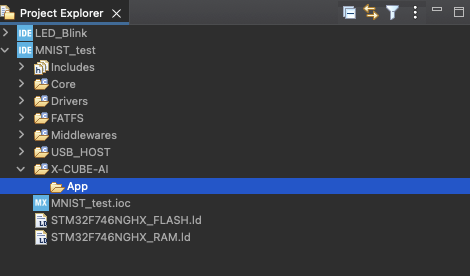 Project Explorer
IDE LED_Blink
IDE MNIST_test
Includes
Core
Drivers
FATFS
Middlewares
USB_HOST
X-CUBE-AI
App
MX MNIST_test.ioc
STM32F746NGHX_FLASH.ld
STM32F746NGHX_RAM.ld